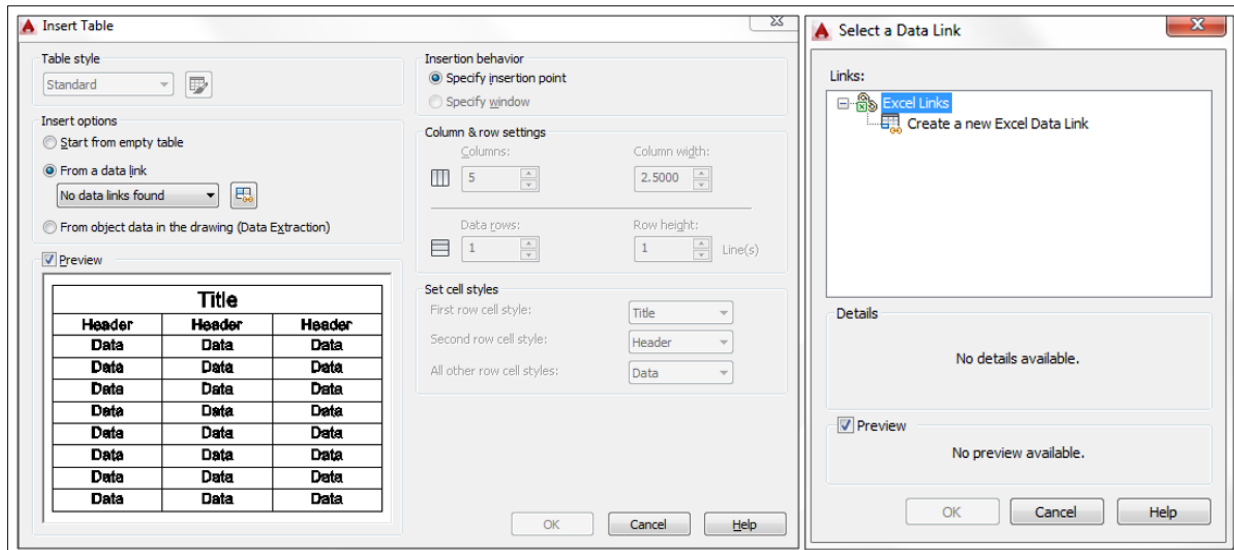 Insert Table
Table style
Standard
Insert options
Start from empty table
From a data link
No data links found
From object data in the drawing (Data Extraction)
Preview
Title
Header Header Header
Data Data Data
Data Data Data
Data Data Data
Data Data Data
Data Data Data
Data Data Data
Data Data Data
Data Data Data
Insertion behavior
Specify insertion point
Specify window
Column & row settings
Columns: Column width:
5 2.5000
Data rows: Row height:
1 1 Line(s)
Set cell styles
First row cell style: Title
Second row cell style: Header
All other row cell styles: Data
OK Cancel Help
Select a Data Link
Links:
Excel Links
Create a new Excel Data Link
Details
No details available.
Preview
No preview available.
OK Cancel Help